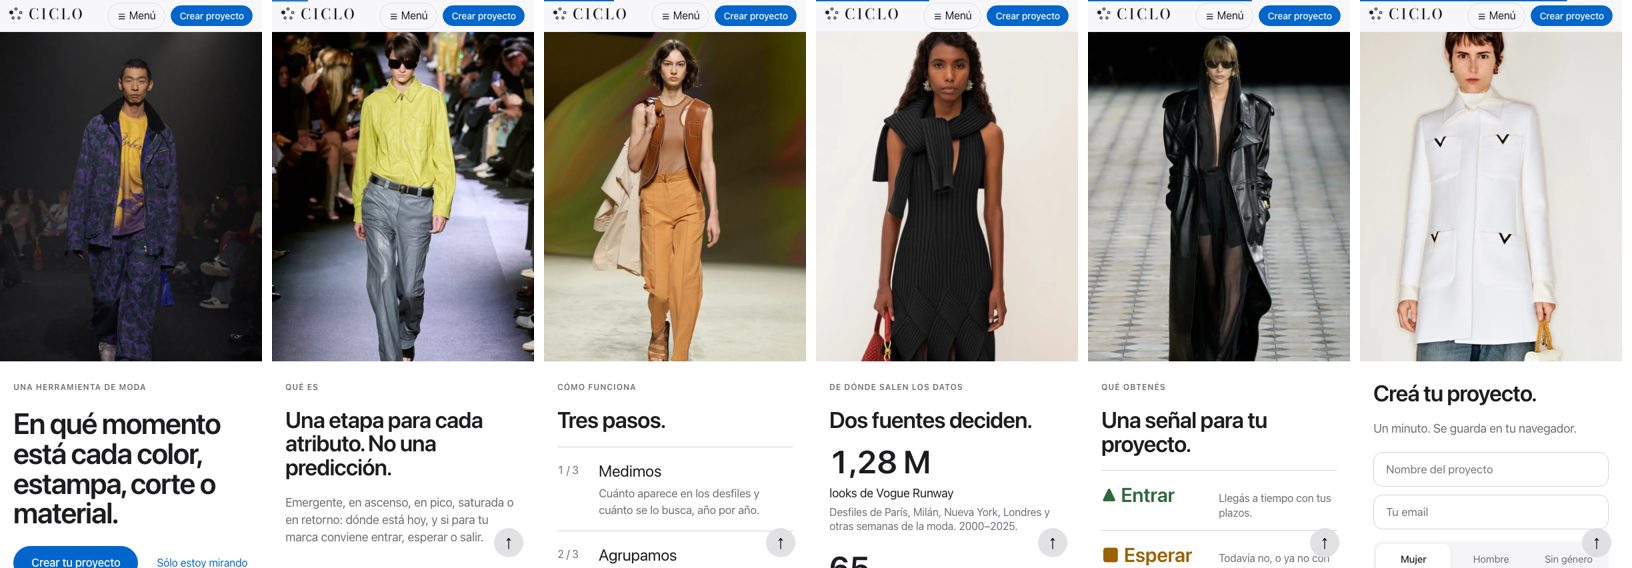 CICLO
≡ Menú
Crear proyecto
UNA HERRAMIENTA DE MODA
En qué momento
está cada color,
estampa, corte o
material.
Crear tu proyecto
Sólo estoy mirando
CICLO
≡ Menú
Crear proyecto
QUÉ ES
Una etapa para cada
atributo. No una
predicción.
Emergente, en ascenso, en pico, saturada o
en retorno: dónde está hoy, y si para tu
marca conviene entrar, esperar o salir.
↑
CICLO
≡ Menú
Crear proyecto
CÓMO FUNCIONA
Tres pasos.
1 / 3
Medimos
Cuánto aparece en los desfiles y
cuánto se lo busca, año por año.
2 / 3
Agrupamos
↑
CICLO
≡ Menú
Crear proyecto
DE DÓNDE SALEN LOS DATOS
Dos fuentes deciden.
1,28 M
looks de Vogue Runway
Desfiles de París, Milán, Nueva York, Londres y
otras semanas de la moda. 2000–2025.
65
↑
CICLO
≡ Menú
Crear proyecto
QUÉ OBTENÉS
Una señal para tu
proyecto.
Entrar
Llegás a tiempo con tus
plazos.
Esperar
Todavía no, o ya no con
↑
CICLO
≡ Menú
Crear proyecto
Creá tu proyecto.
Un minuto. Se guarda en tu navegador.
Nombre del proyecto
Tu email
Mujer
Hombre
Sin género
↑